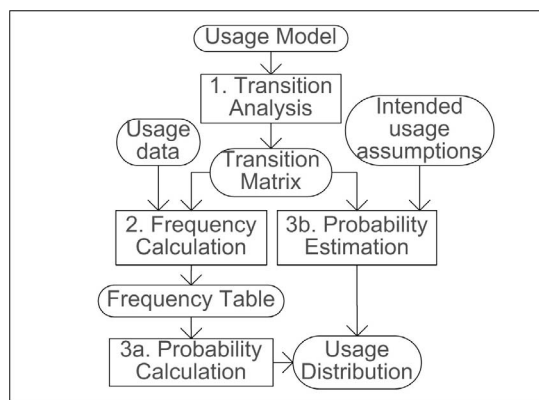 Usage Model
1. Transition
Analysis
Usage
data
Intended
usage
assumptions
Transition
Matrix
2. Frequency
Calculation
3b. Probability
Estimation
Frequency Table
3a. Probability
Calculation
Usage
Distribution